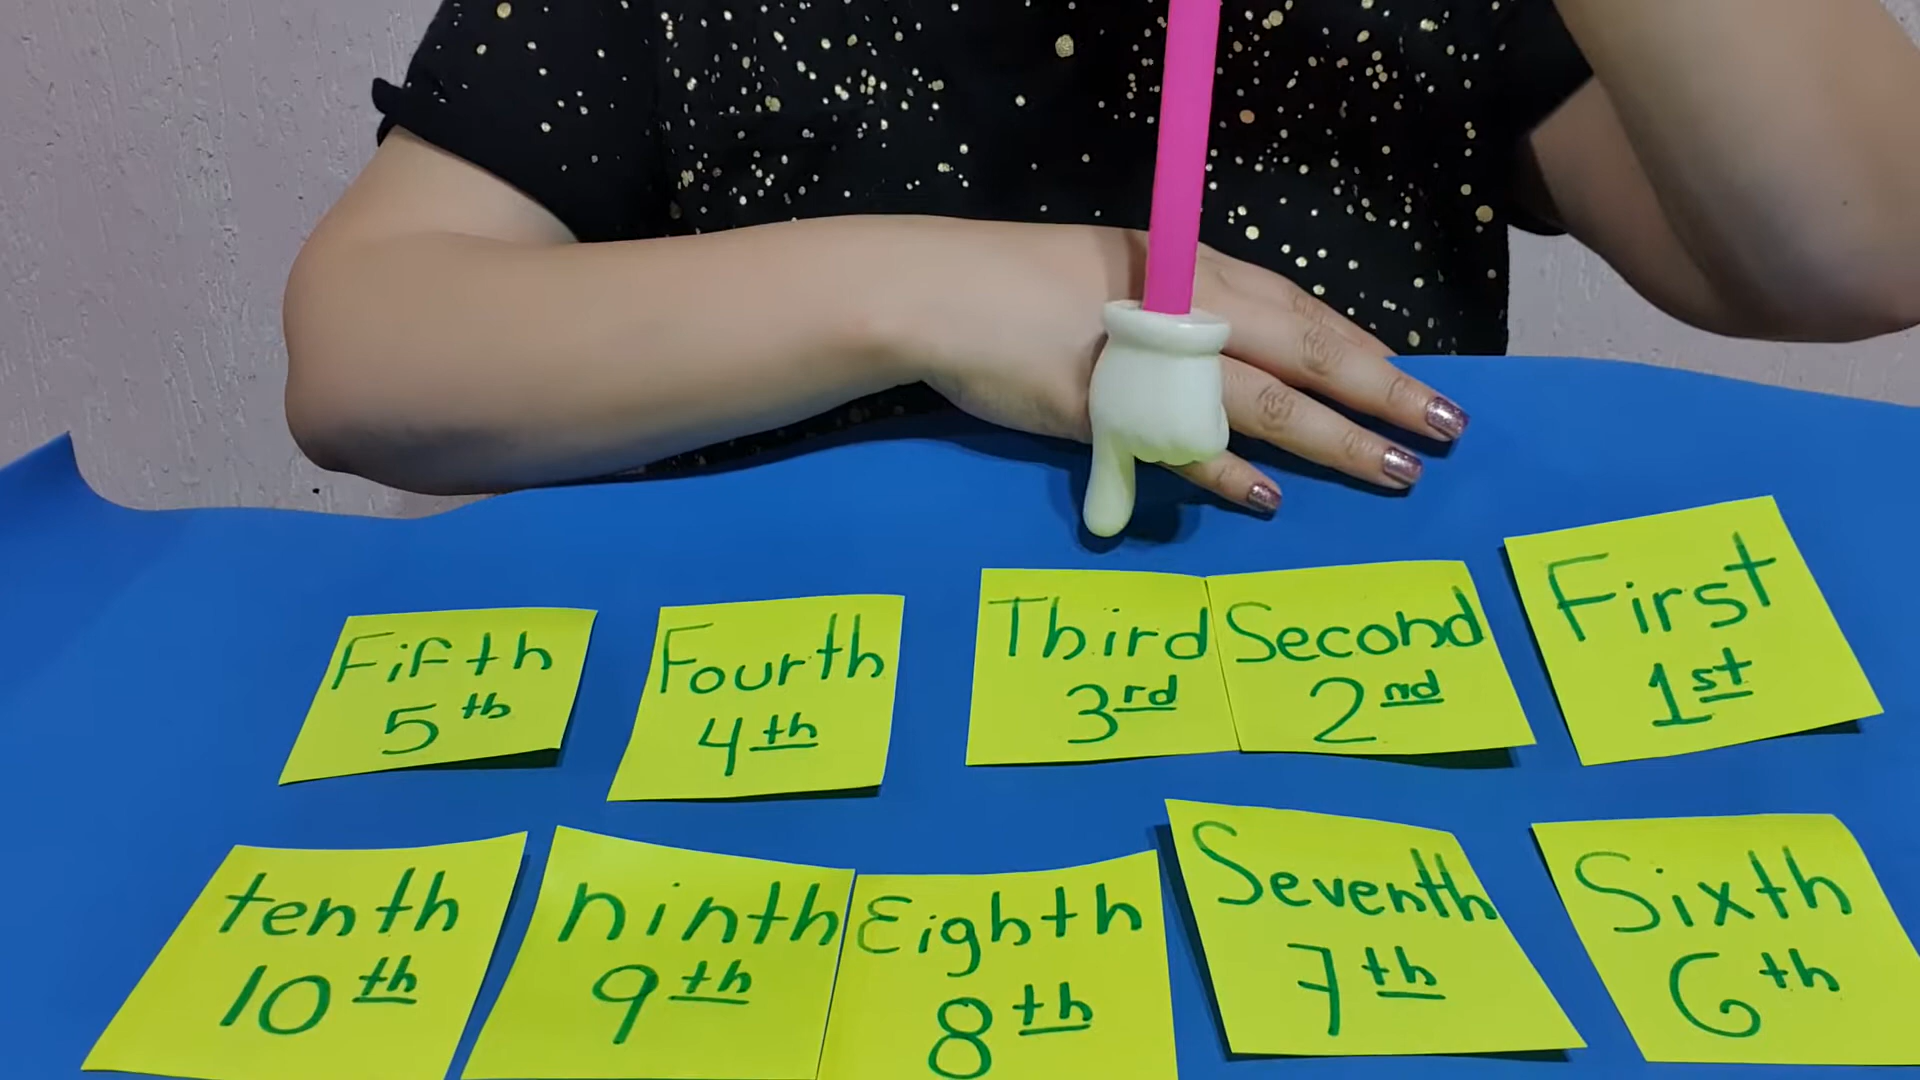 Fifth
5th
Fourth
4th
Third
3rd
Second
2nd
First
1st
tenth
10th
ninth
9th
Eighth
8th
Seventh
7th
Sixth
6th